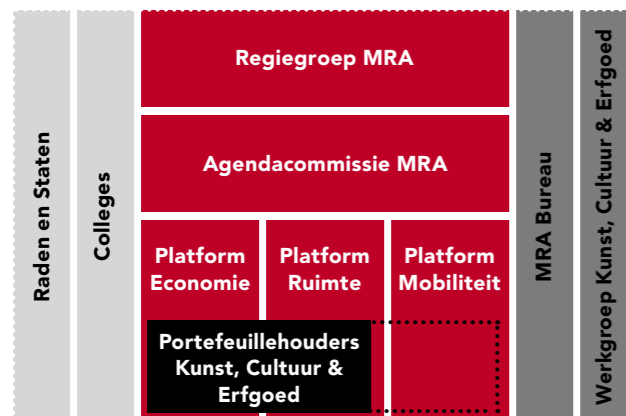 Raden en Staten
Colleges
Regiegroep MRA
Agendacommissie MRA
Platform
Economie
Platform
Ruimte
Platform
Mobiliteit
Portefeuillehouders
Kunst, Cultuur &
Erfgoed
MRA Bureau
Werkgroep Kunst, Cultuur & Erfgoed